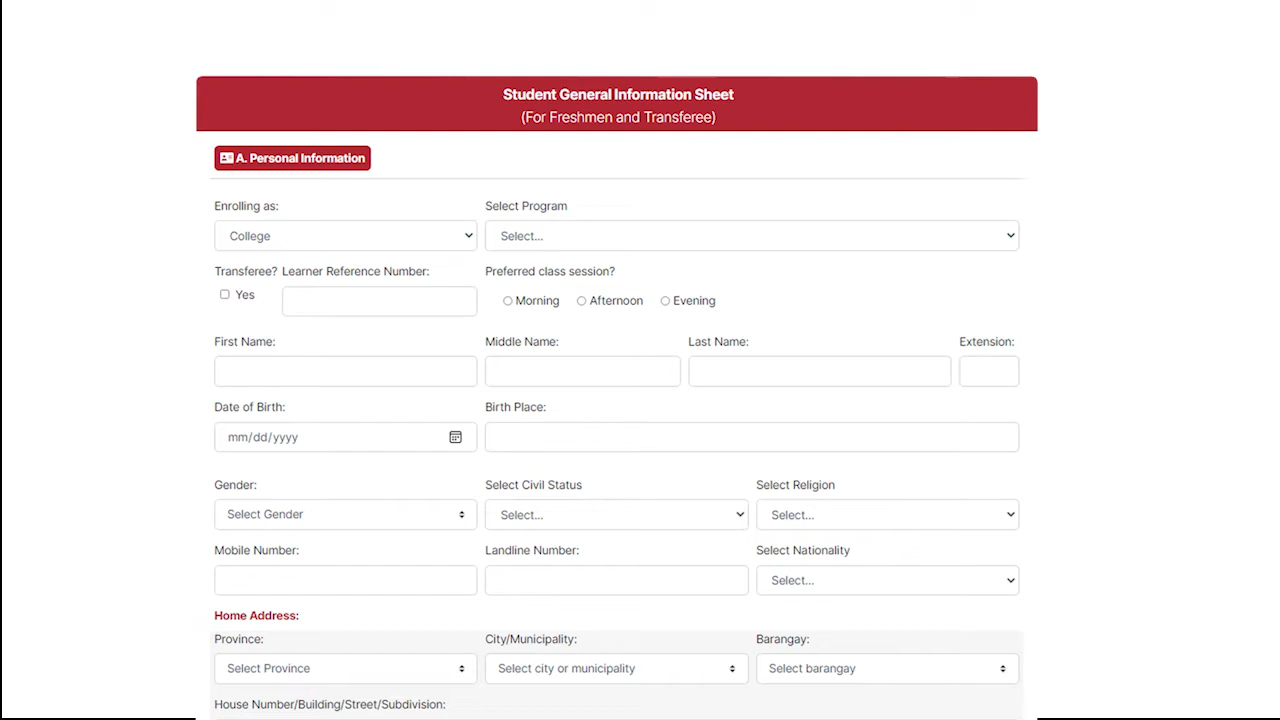 Student General Information Sheet
(For Freshmen and Transferee)
A. Personal Information
Enrolling as: Select Program
College Select...
Transferee? Learner Reference Number: Preferred class session?
Yes Morning Afternoon Evening
First Name: Middle Name: Last Name: Extension:
Date of Birth: Birth Place:
mm/dd/yyyy
Gender: Select Civil Status Select Religion
Select Gender Select... Select...
Mobile Number: Landline Number: Select Nationality
Select...
Home Address:
Province: City/Municipality: Barangay:
Select Province Select city or municipality Select barangay
House Number/Building/Street/Subdivision: